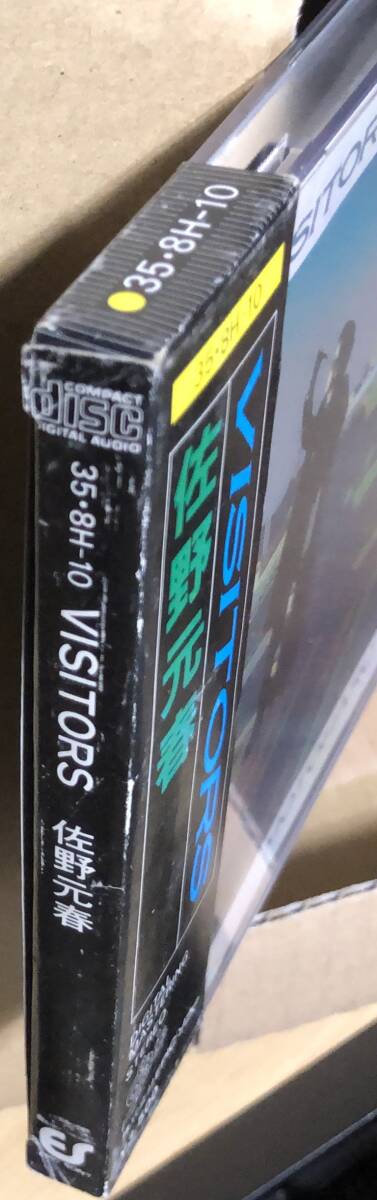 35・8H-10
COMPACT
disc
DIGITAL AUDIO
35・8H-10 VISITORS 佐野元春
ES
35・8H-10
VISITORS
佐野元春
SITOR